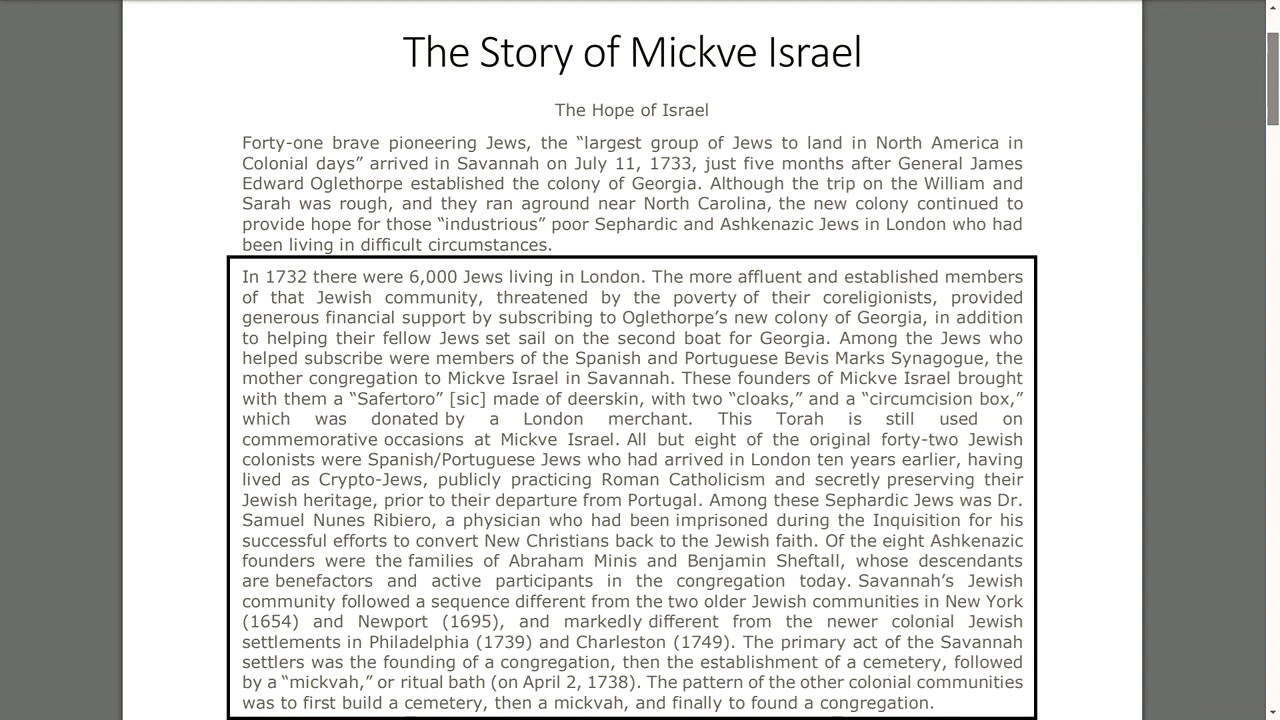 The Story of Mickve Israel
The Hope of Israel
Forty-one brave pioneering Jews, the “largest group of Jews to land in North America in
Colonial days” arrived in Savannah on July 11, 1733, just five months after General James
Edward Oglethorpe established the colony of Georgia. Although the trip on the William and
Sarah was rough, and they ran aground near North Carolina, the new colony continued to
provide hope for those “industrious” poor Sephardic and Ashkenazic Jews in London who had
been living in difficult circumstances.
In 1732 there were 6,000 Jews living in London. The more affluent and established members
of that Jewish community, threatened by the poverty of their coreligionists, provided
generous financial support by subscribing to Oglethorpe’s new colony of Georgia, in addition
to helping their fellow Jews set sail on the second boat for Georgia. Among the Jews who
helped subscribe were members of the Spanish and Portuguese Bevis Marks Synagogue, the
mother congregation to Mickve Israel in Savannah. These founders of Mickve Israel brought
with them a “Safertoro” [sic] made of deerskin, with two “cloaks,” and a “circumcision box,”
which was donated by a London merchant. This Torah is still used on
commemorative occasions at Mickve Israel. All but eight of the original forty-two Jewish
colonists were Spanish/Portuguese Jews who had arrived in London ten years earlier, having
lived as Crypto-Jews, publicly practicing Roman Catholicism and secretly preserving their
Jewish heritage, prior to their departure from Portugal. Among these Sephardic Jews was Dr.
Samuel Nunes Ribiero, a physician who had been imprisoned during the Inquisition for his
successful efforts to convert New Christians back to the Jewish faith. Of the eight Ashkenazic
founders were the families of Abraham Minis and Benjamin Sheftall, whose descendants
are benefactors and active participants in the congregation today. Savannah’s Jewish
community followed a sequence different from the two older Jewish communities in New York
(1654) and Newport (1695), and markedly different from the newer colonial Jewish
settlements in Philadelphia (1739) and Charleston (1749). The primary act of the Savannah
settlers was the founding of a congregation, then the establishment of a cemetery, followed
by a “mickvah,” or ritual bath (on April 2, 1738). The pattern of the other colonial communities
was to first build a cemetery, then a mickvah, and finally to found a congregation.